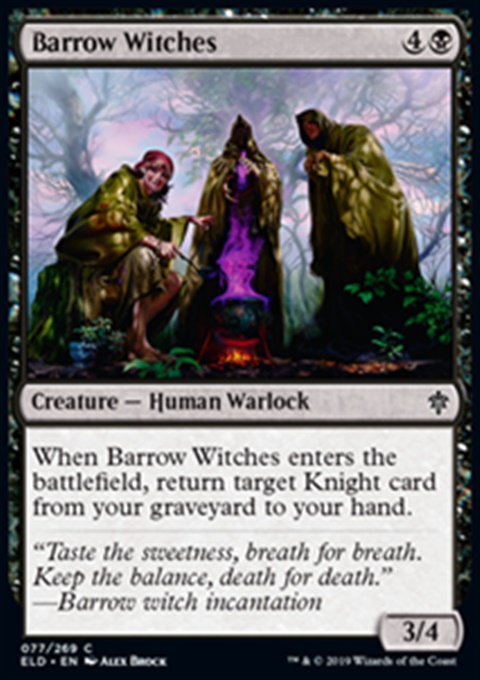 Barrow Witches 4
Creature — Human Warlock
When Barrow Witches enters the
battlefield, return target Knight card
from your graveyard to your hand.
“Taste the sweetness, breath for breath.
Keep the balance, death for death.”
—Barrow witch incantation
3/4
077/269 C
ELD • EN Alex Brock
™ & © 2019 Wizards of the Coast